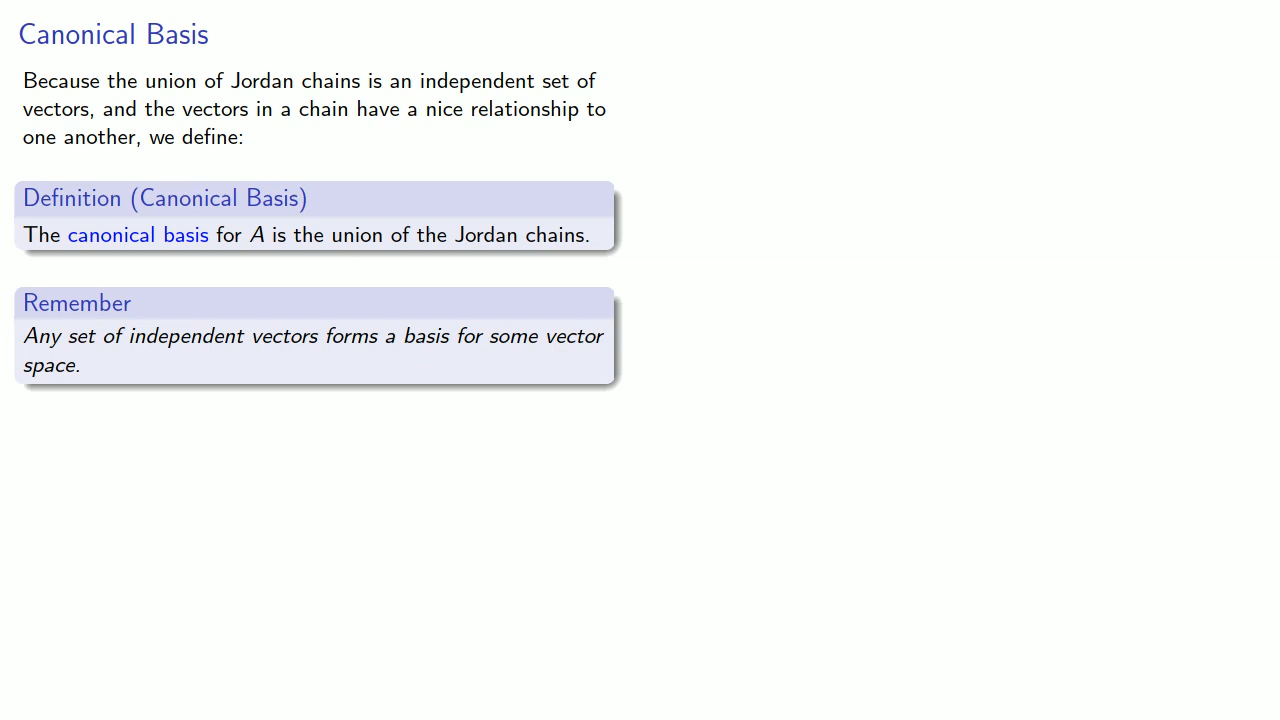 Canonical Basis
Because the union of Jordan chains is an independent set of
vectors, and the vectors in a chain have a nice relationship to
one another, we define:
Definition (Canonical Basis)
The canonical basis for A is the union of the Jordan chains.
Remember
Any set of independent vectors forms a basis for some vector
space.